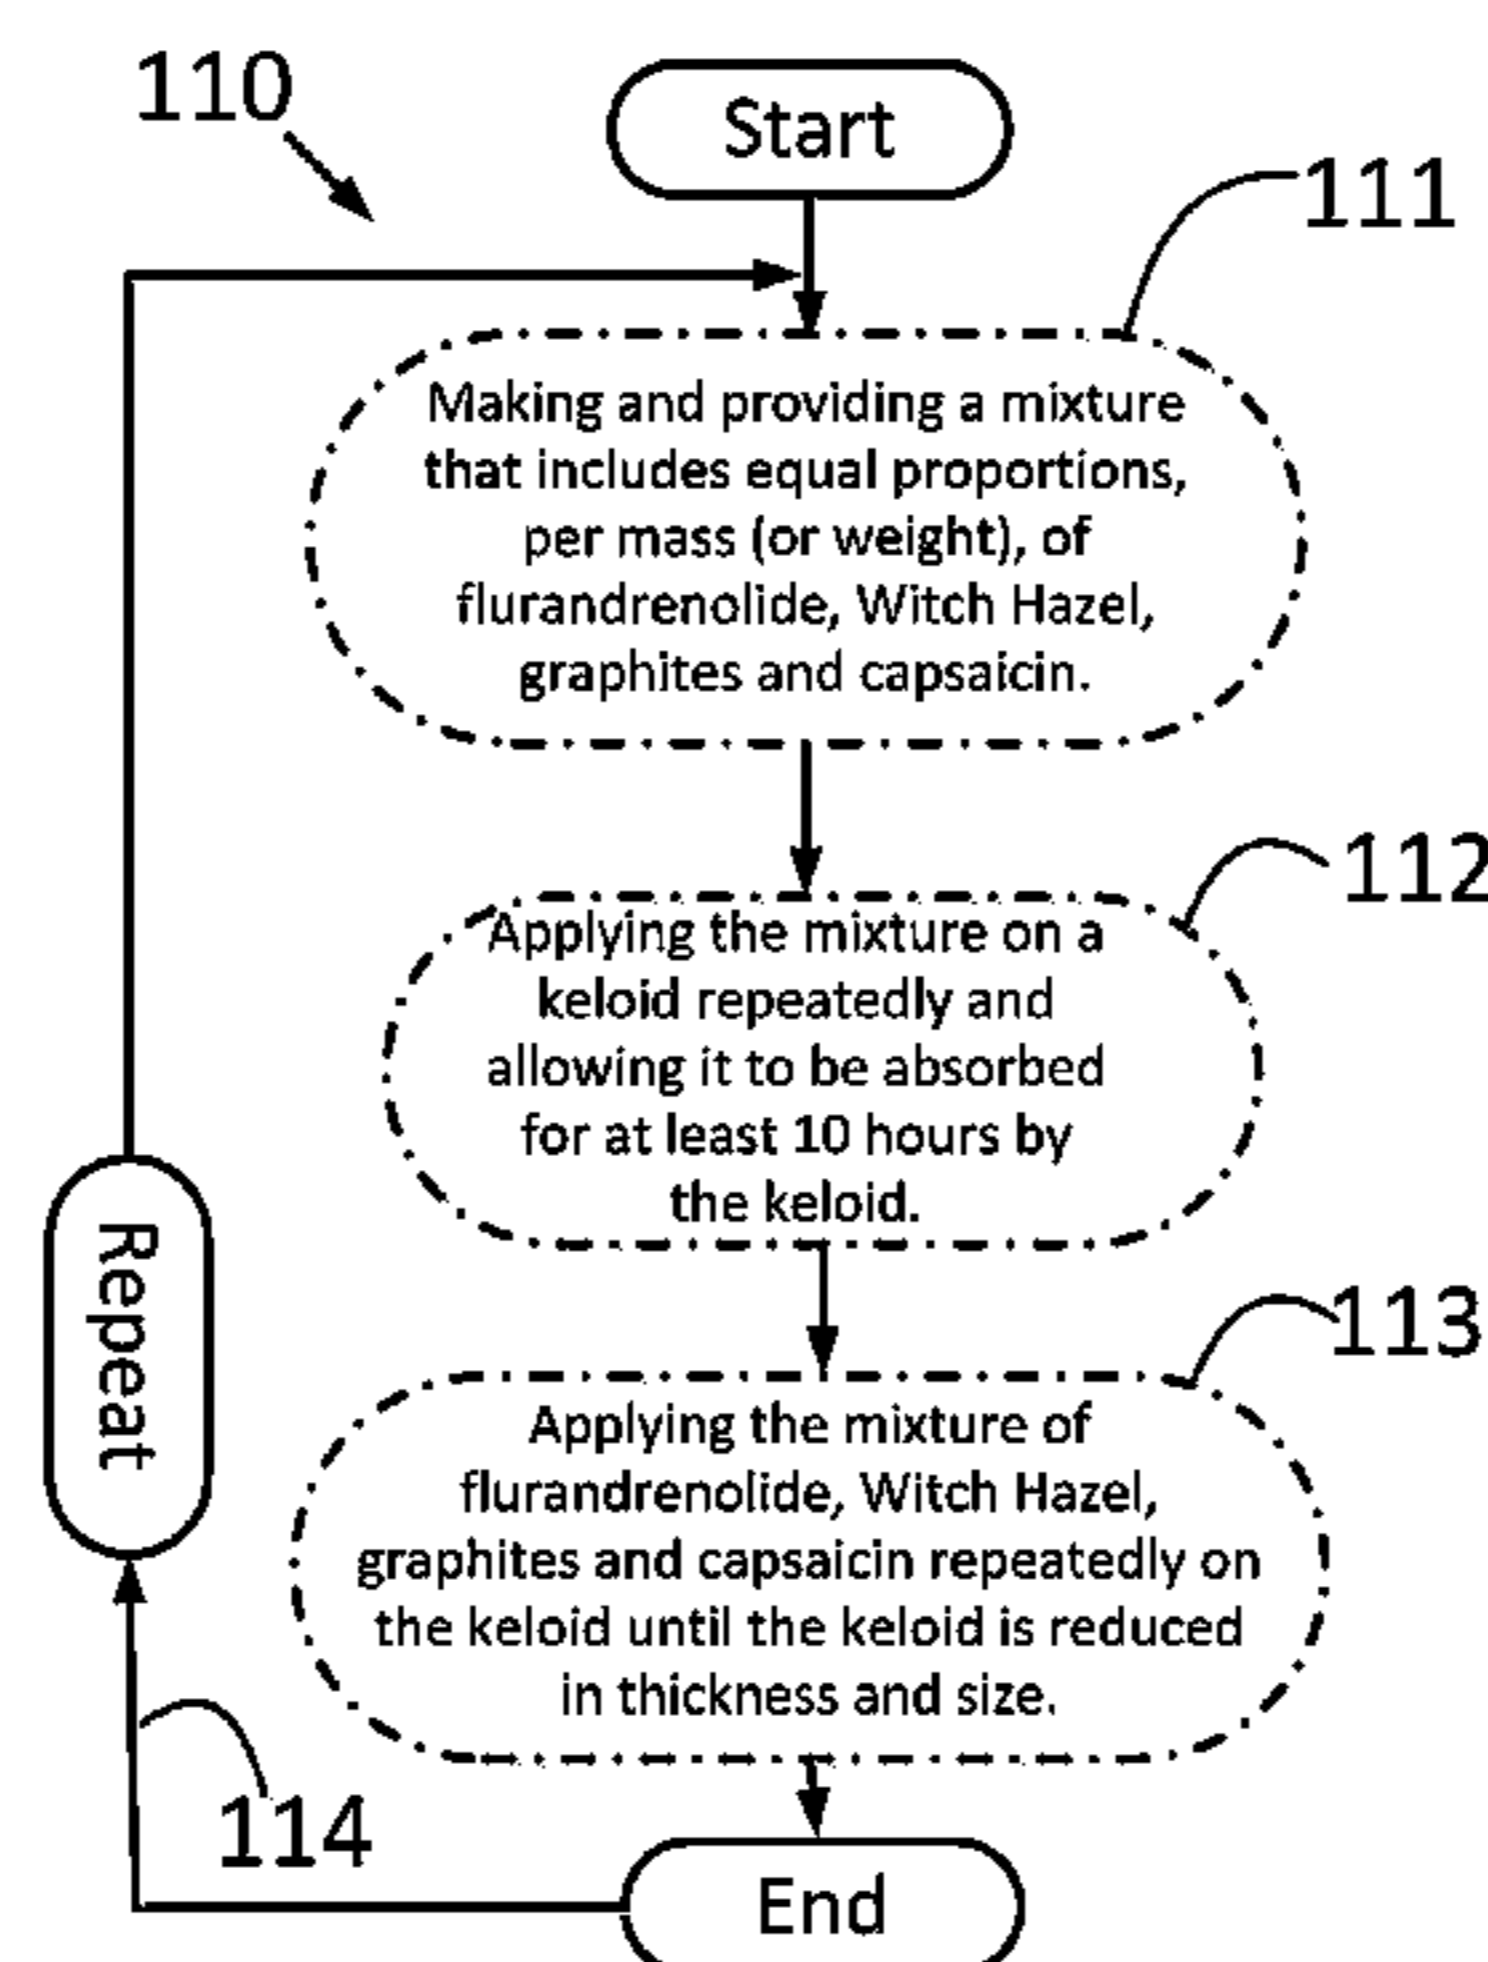 110
Start
111
Making and providing a mixture
that includes equal proportions,
per mass (or weight), of
flurandrenolide, Witch Hazel,
graphites and capsaicin.
112
Applying the mixture on a
keloid repeatedly and
allowing it to be absorbed
for at least 10 hours by
the keloid.
113
Applying the mixture of
flurandrenolide, Witch Hazel,
graphites and capsaicin repeatedly on
the keloid until the keloid is reduced
in thickness and size.
Repeat
114
End